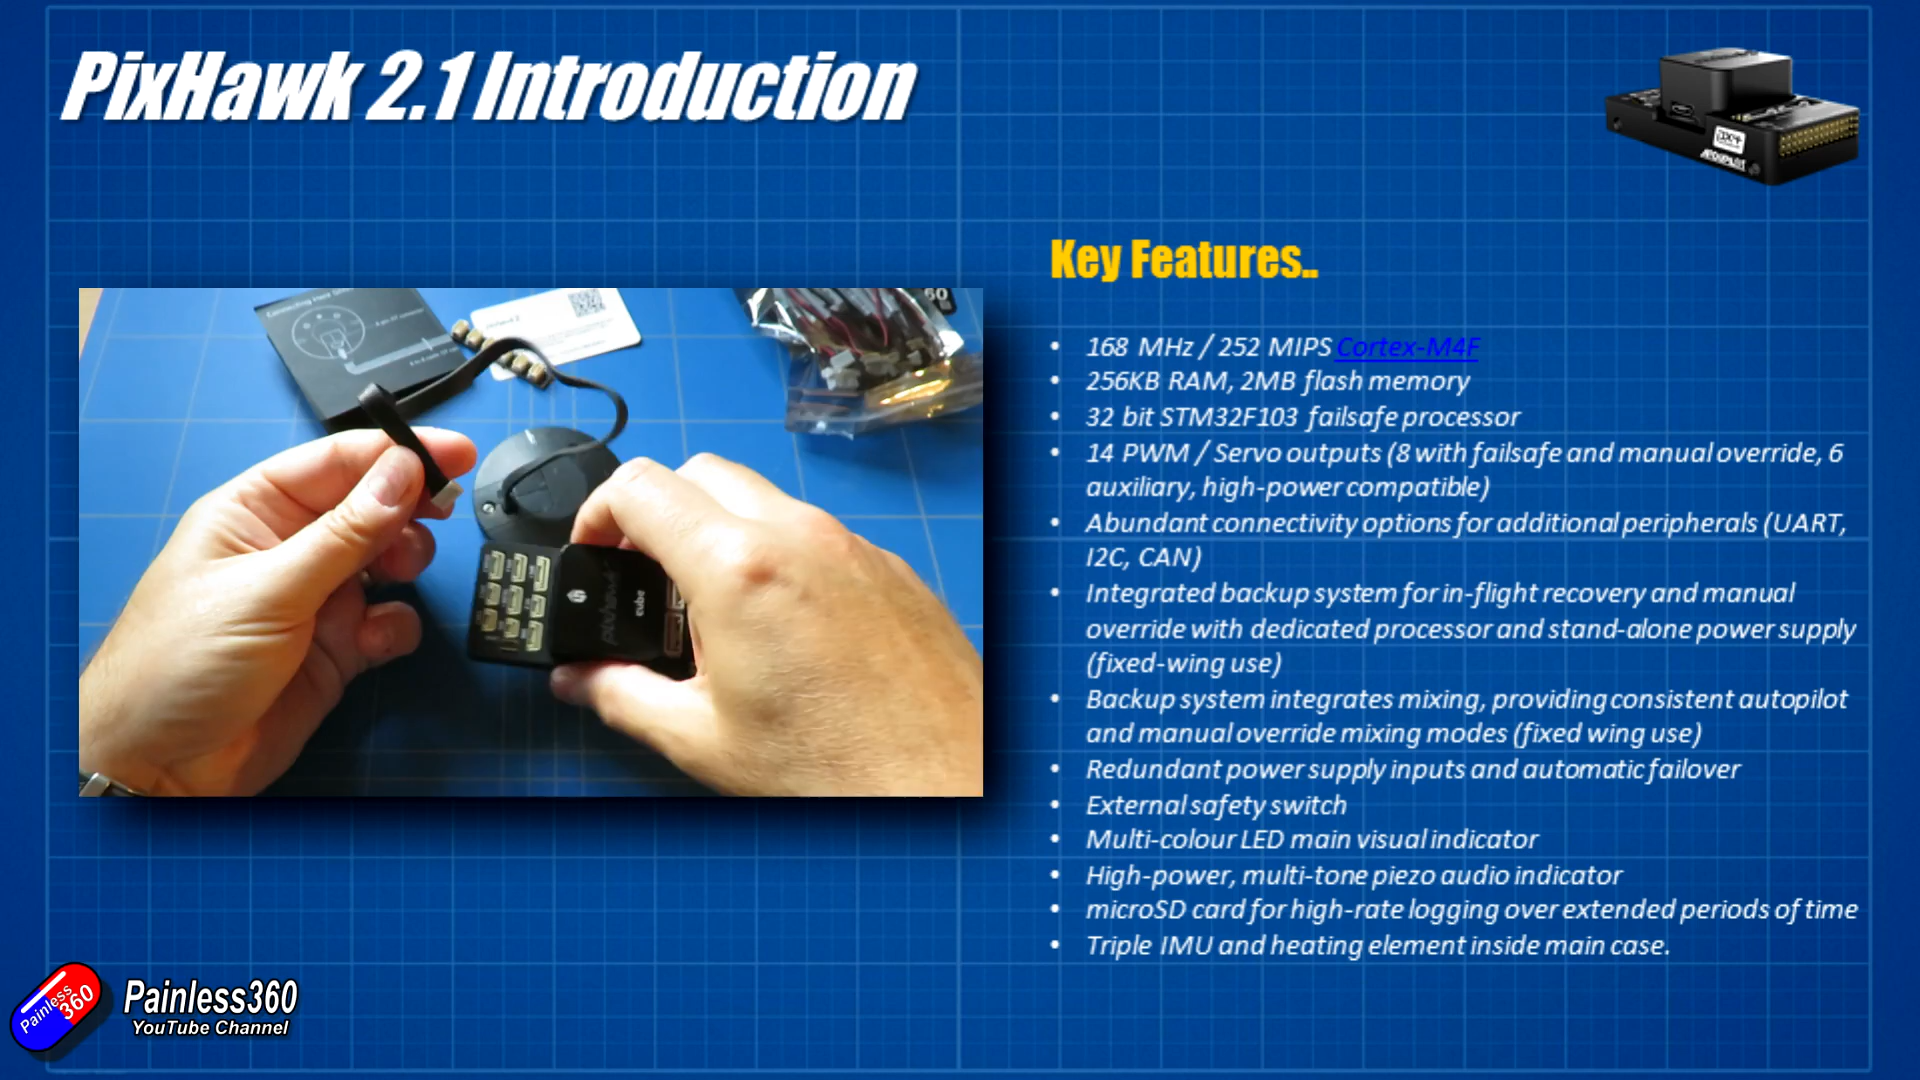 PixHawk 2.1 Introduction
Key Features..
• 168 MHz / 252 MIPS Cortex-M4F
• 256KB RAM, 2MB flash memory
• 32 bit STM32F103 failsafe processor
• 14 PWM / Servo outputs (8 with failsafe and manual override, 6
auxiliary, high-power compatible)
• Abundant connectivity options for additional peripherals (UART,
I2C, CAN)
• Integrated backup system for in-flight recovery and manual
override with dedicated processor and stand-alone power supply
(fixed-wing use)
• Backup system integrates mixing, providing consistent autopilot
and manual override mixing modes (fixed wing use)
• Redundant power supply inputs and automatic failover
• External safety switch
• Multi-colour LED main visual indicator
• High-power, multi-tone piezo audio indicator
• microSD card for high-rate logging over extended periods of time
• Triple IMU and heating element inside main case.
pixhawk
cube
60
Painless
360
Painless360
YouTube Channel